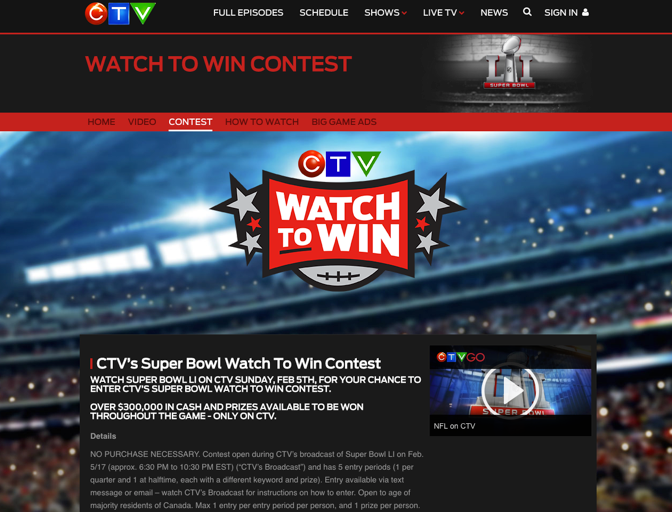 CTV FULL EPISODES SCHEDULE SHOWS LIVE TV NEWS SIGN IN
WATCH TO WIN CONTEST
LI
SUPER BOWL
HOME VIDEO CONTEST HOW TO WATCH BIG GAME ADS
CTV
WATCH
TO WIN
CTV's Super Bowl Watch To Win Contest
WATCH SUPER BOWL LI ON CTV SUNDAY, FEB 5TH, FOR YOUR CHANCE TO
ENTER CTV'S SUPER BOWL WATCH TO WIN CONTEST.
OVER $300,000 IN CASH AND PRIZES AVAILABLE TO BE WON
THROUGHOUT THE GAME - ONLY ON CTV.
Details
NO PURCHASE NECESSARY. Contest open during CTV's broadcast of Super Bowl LI on Feb.
5/17 (approx. 6:30 PM to 10:30 PM EST) ("CTV's Broadcast") and has 5 entry periods (1 per
quarter and 1 at halftime, each with a different keyword and prize). Entry available via text
message or email – watch CTV's Broadcast for instructions on how to enter. Open to age of
majority residents of Canada. Max 1 entry per entry period per person, and 1 prize per person.
CTV GO
SUPER BOWL
NFL on CTV